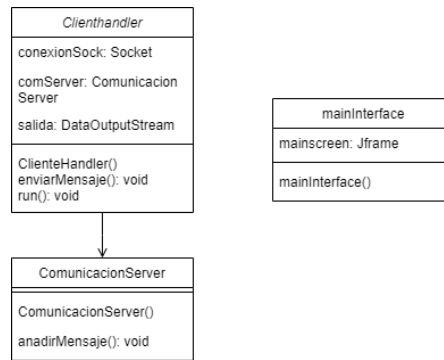 Clienthandler
conexionSock: Socket
comServer: Comunicacion
Server
salida: DataOutputStream
ClienteHandler()
enviarMensaje(): void
run(): void
mainInterface
mainscreen: Jframe
mainInterface()
ComunicacionServer
ComunicacionServer()
anadirMensaje(): void